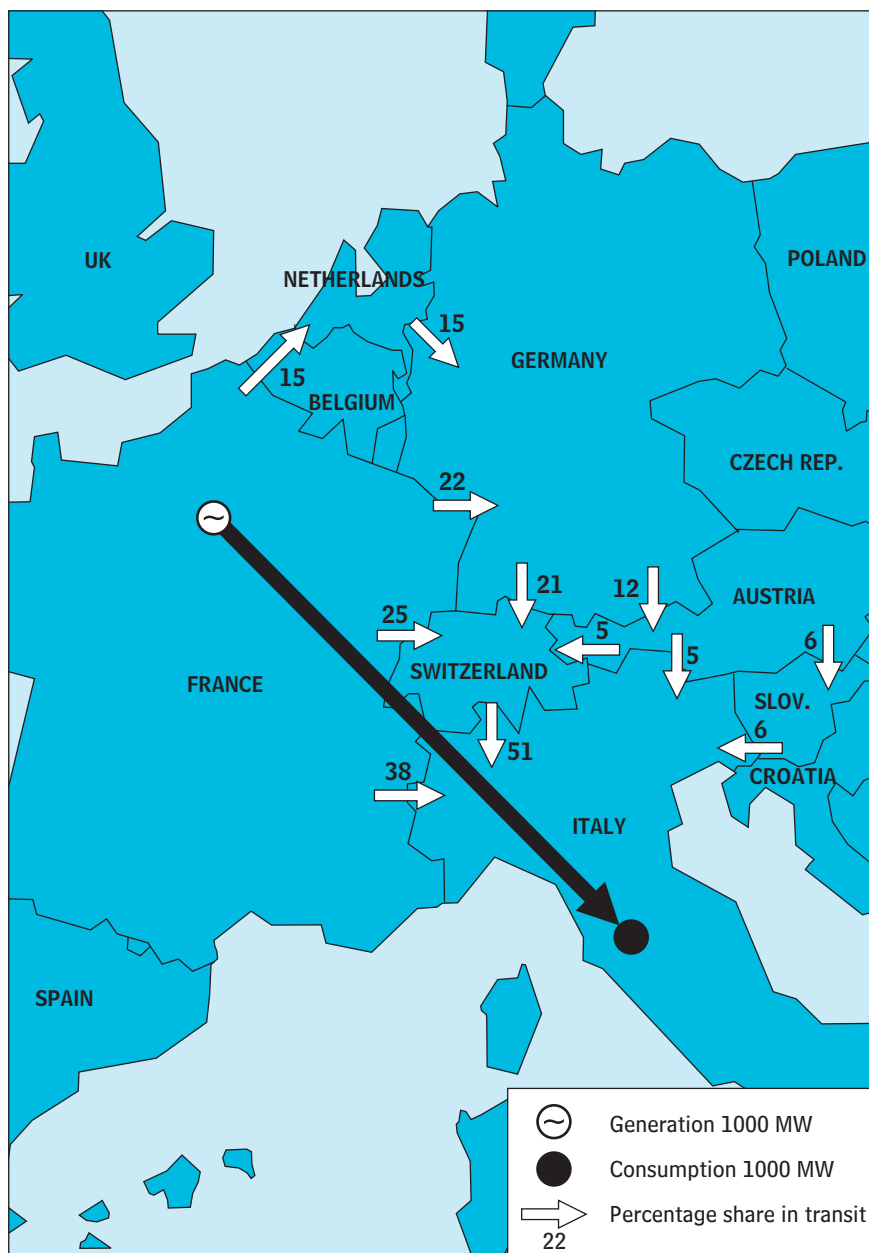 UK
POLAND
NETHERLANDS
15
GERMANY
15
BELGIUM
CZECH REP.
22
21
12
AUSTRIA
25
5
6
SWITZERLAND
5
FRANCE
SLOV.
6
51
CROATIA
38
ITALY
SPAIN
Generation 1000 MW
Consumption 1000 MW
Percentage share in transit
22